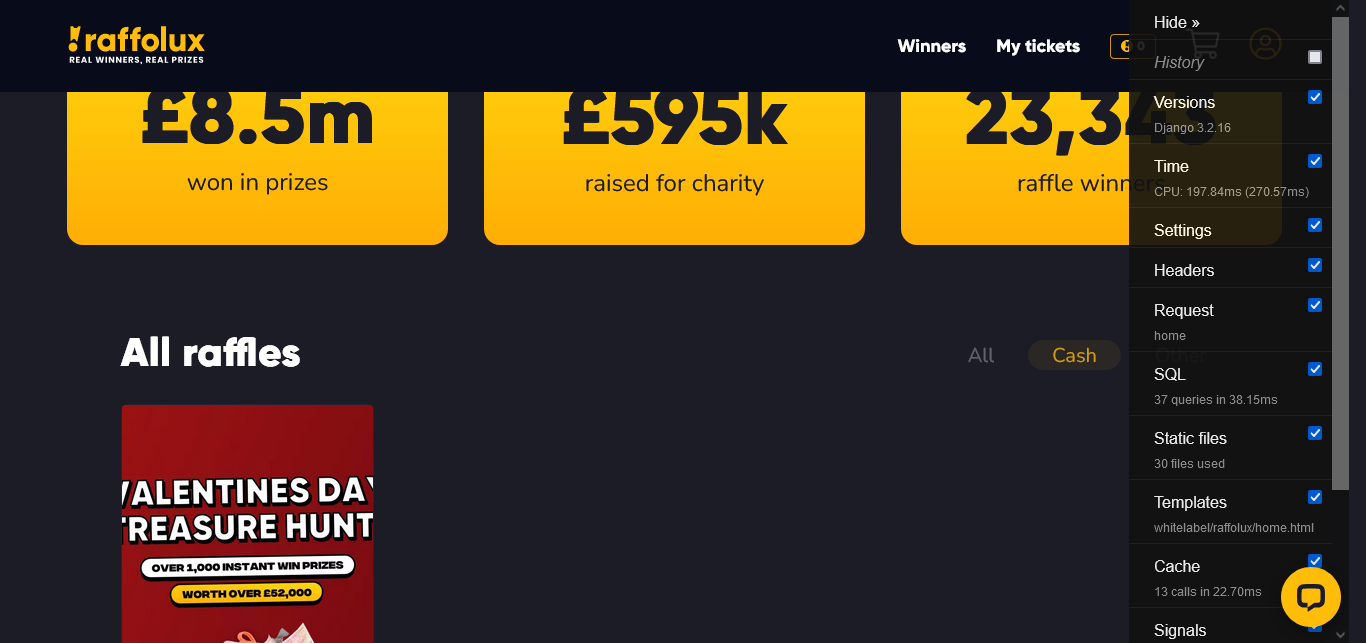 raffolux
REAL WINNERS, REAL PRIZES
Winners
My tickets
0
£8.5m
won in prizes
£595k
raised for charity
23,34
raffle winners
All raffles
All
Cash
Other
VALENTINES DAY
TREASURE HUNT
OVER 1,000 INSTANT WIN PRIZES
WORTH OVER £52,000
Hide »
History
Versions
Django 3.2.16
Time
CPU: 197.84ms (270.57ms)
Settings
Headers
Request
home
SQL
37 queries in 38.15ms
Static files
30 files used
Templates
whitelabel/raffolux/home.html
Cache
13 calls in 22.70ms
Signals